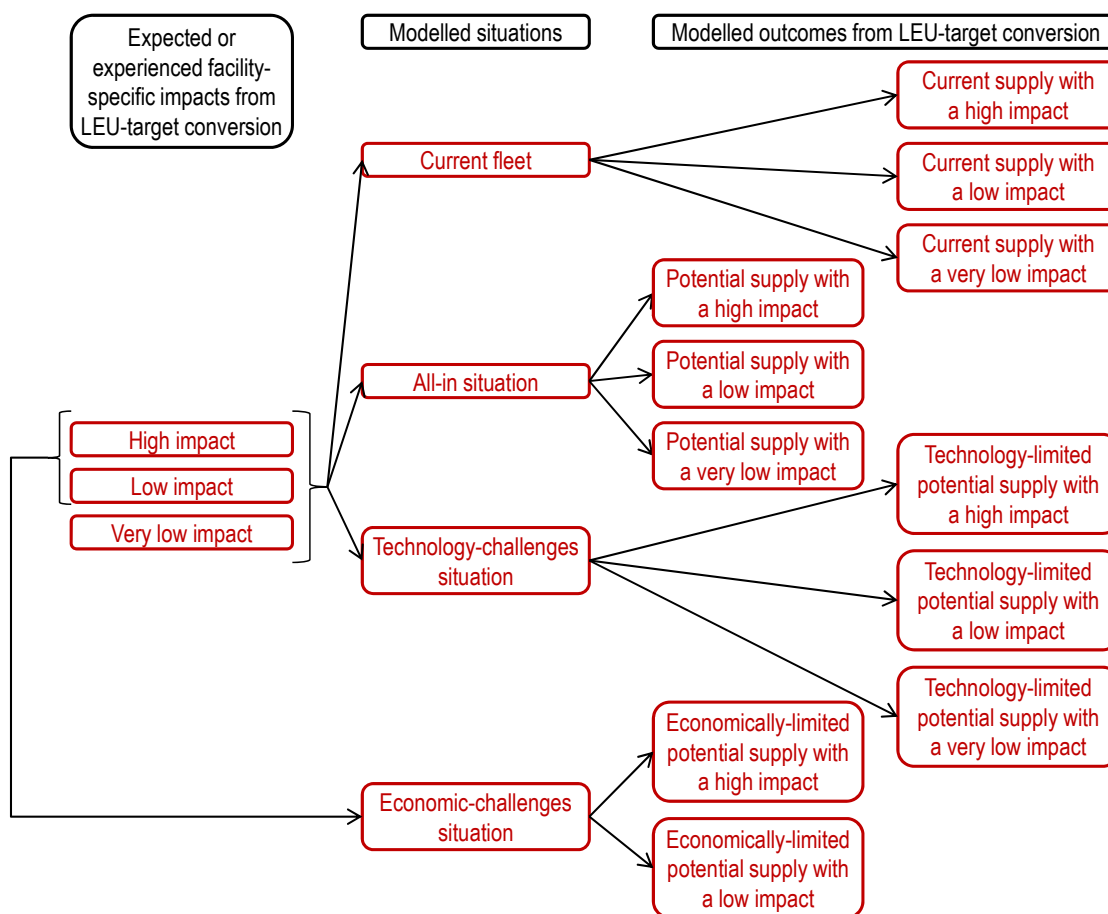 Expected or
experienced facility-
specific impacts from
LEU-target conversion
Modelled situations
Modelled outcomes from LEU-target conversion
Current supply with
a high impact
Current fleet
Current supply with
a low impact
Current supply with
a very low impact
Potential supply with
a high impact
All-in situation
Potential supply with
a low impact
Potential supply with
a very low impact
High impact
Low impact
Very low impact
Technology-challenges
situation
Technology-limited
potential supply with
a high impact
Technology-limited
potential supply with
a low impact
Technology-limited
potential supply with
a very low impact
Economic-challenges
situation
Economically-limited
potential supply with
a high impact
Economically-limited
potential supply with
a low impact